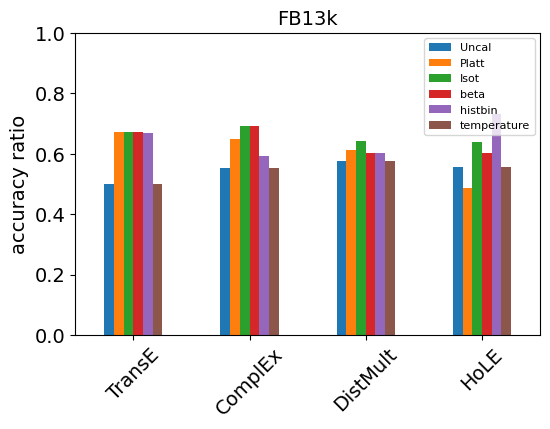 FB13k
accuracy ratio
1.0
0.8
0.6
0.4
0.2
0.0
Uncal
Platt
Isot
beta
histbin
temperature
TransE
ComplEx
DistMult
HoLE